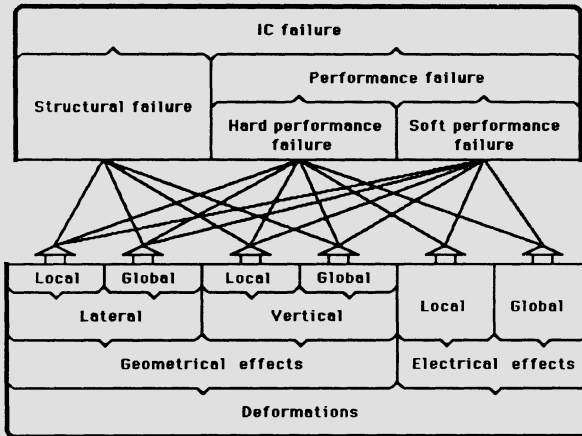 IC failure
Performance failure
Structural failure
Hard performance
failure
Soft performance
failure
Local
Global
Local
Global
Local
Global
Lateral
Vertical
Geometrical effects
Electrical effects
Deformations